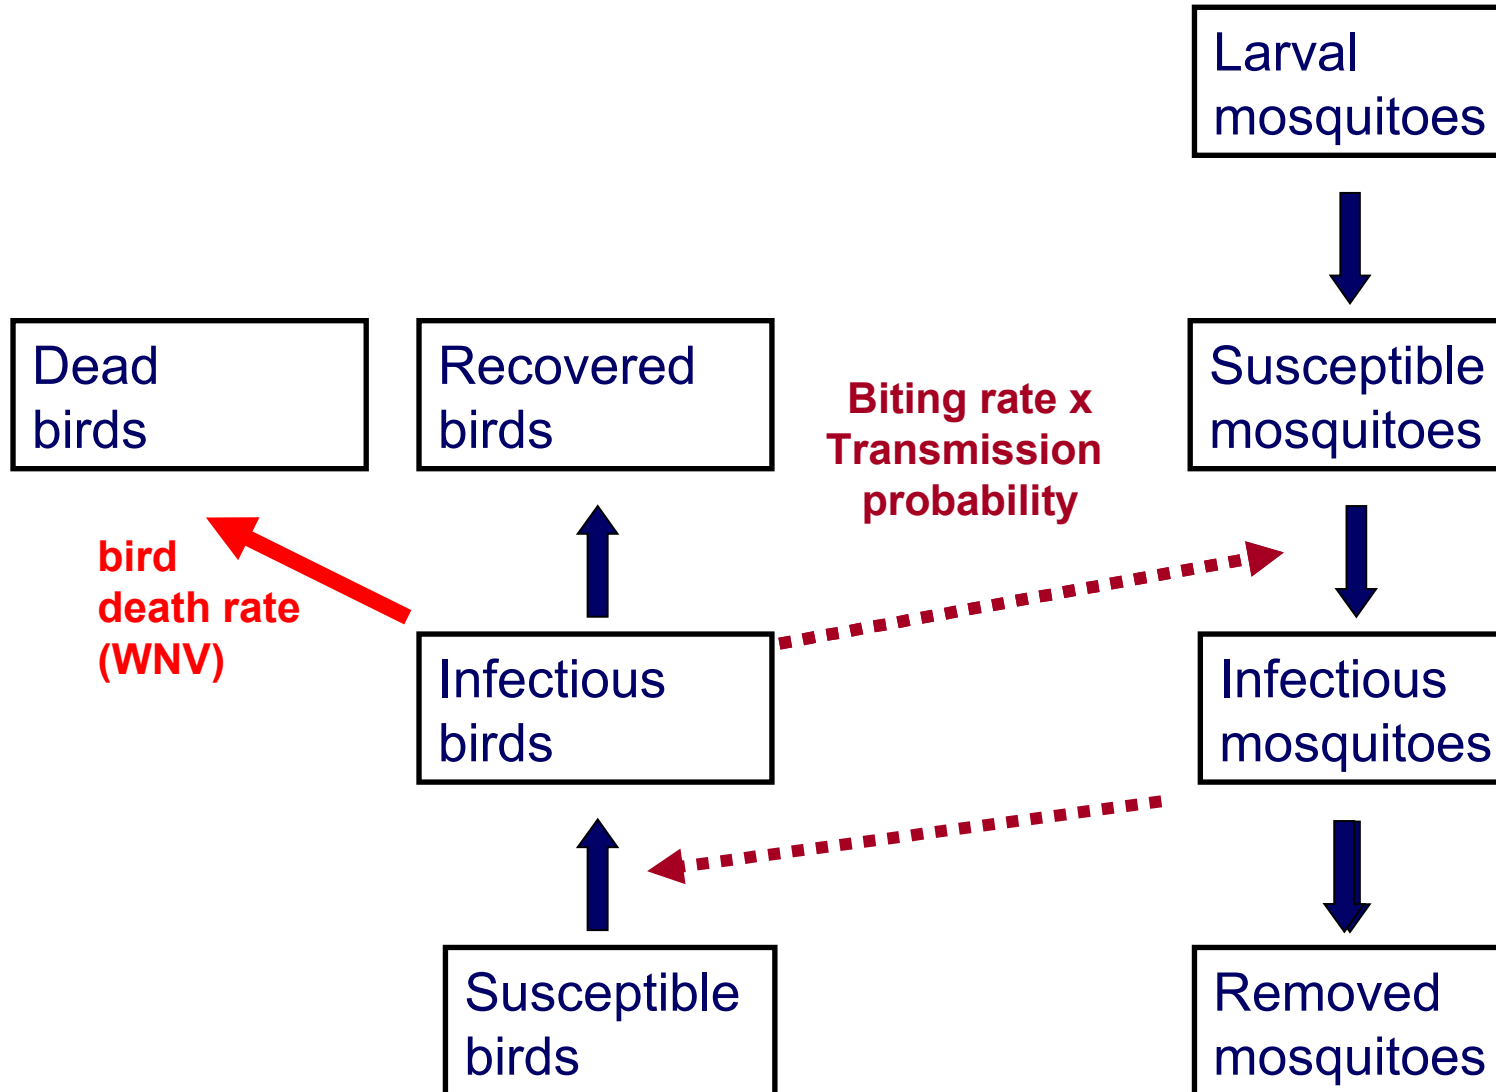 Larval
mosquitoes
Dead
birds
Recovered
birds
Biting rate x
Transmission
probability
Susceptible
mosquitoes
bird
death rate
(WNV)
Infectious
birds
Infectious
mosquitoes
Susceptible
birds
Removed
mosquitoes